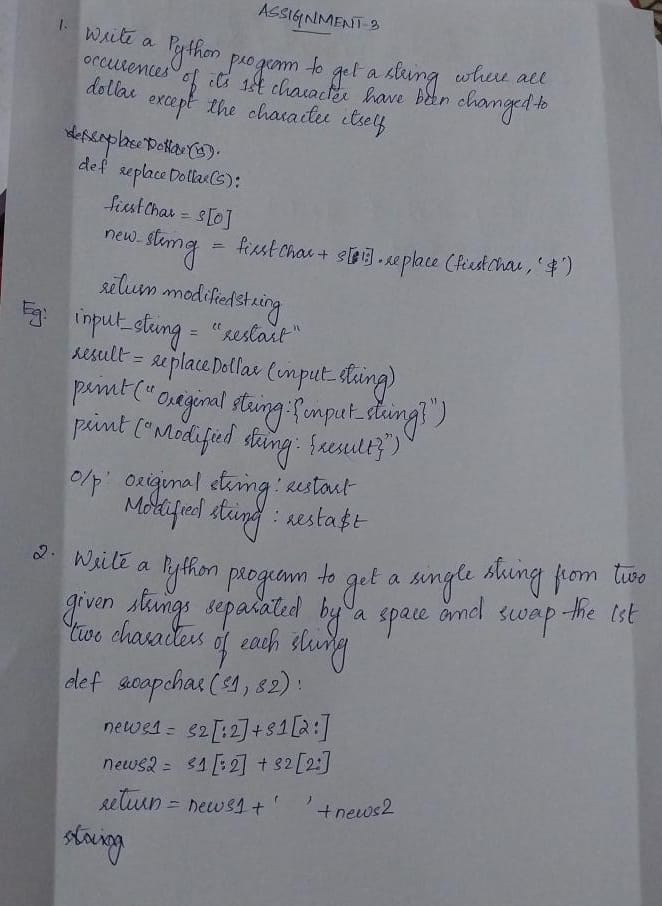 ASSIGNMENT-3
1. Write a Python program to get a string where all
occurences of its 1st character have been changed to
dollar except the character itself
def replaceDollar(s).
def replaceDollar(s):
firstChar = s[0]
new_string = firstChar + s[1:].replace(firstChar, '$')
return modifiedstring
Eg: input_string = "restart"
result = replaceDollar (input_string)
print("Original string:{input_string}")
print("Modified string: {result}")
o/p: original string: restart
Modified string : resta$t
2. Write a Python program to get a single string from two
given strings separated by a space and swap the 1st
two characters of each string
def swapchar(s1, s2):
news1 = s2[:2]+s1[2:]
news2 = s1[:2] + s2[2:]
return = news1 + ' ' + news2
string